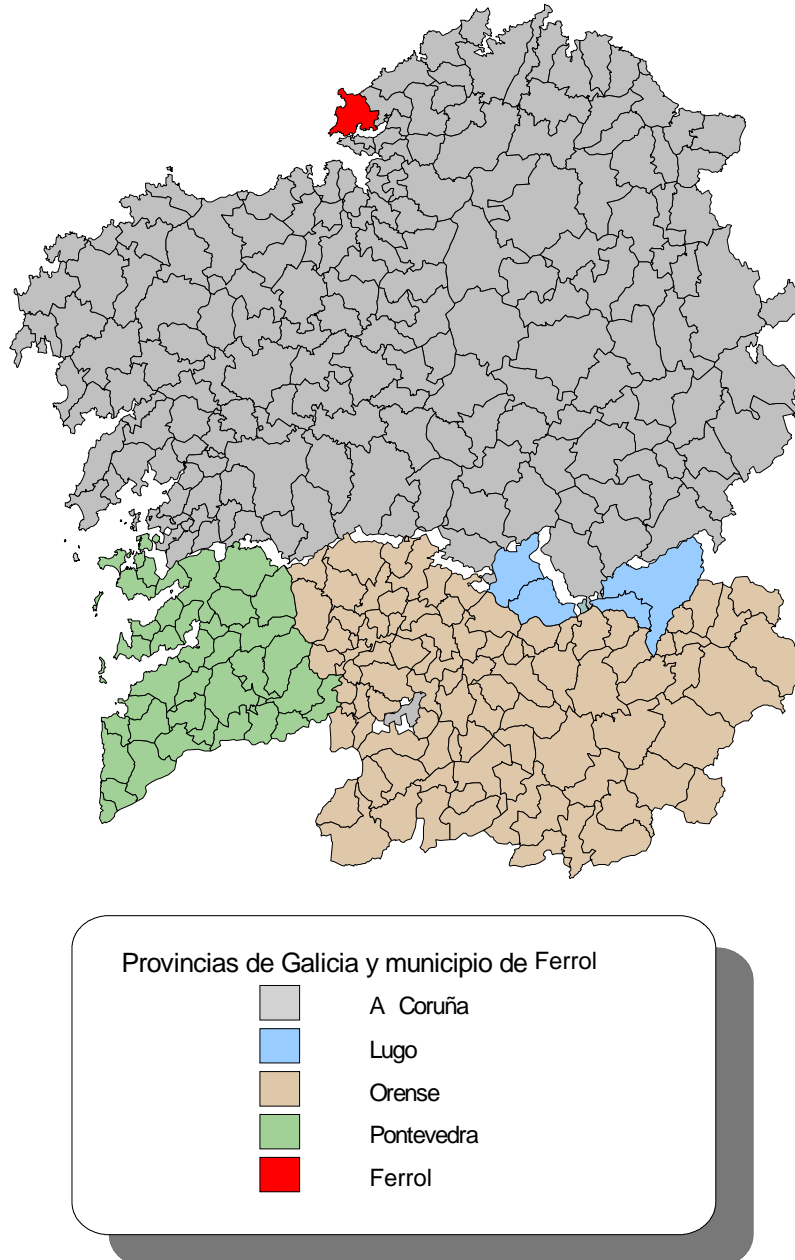 Provincias de Galicia y municipio de Ferrol
A Coruña
Lugo
Orense
Pontevedra
Ferrol